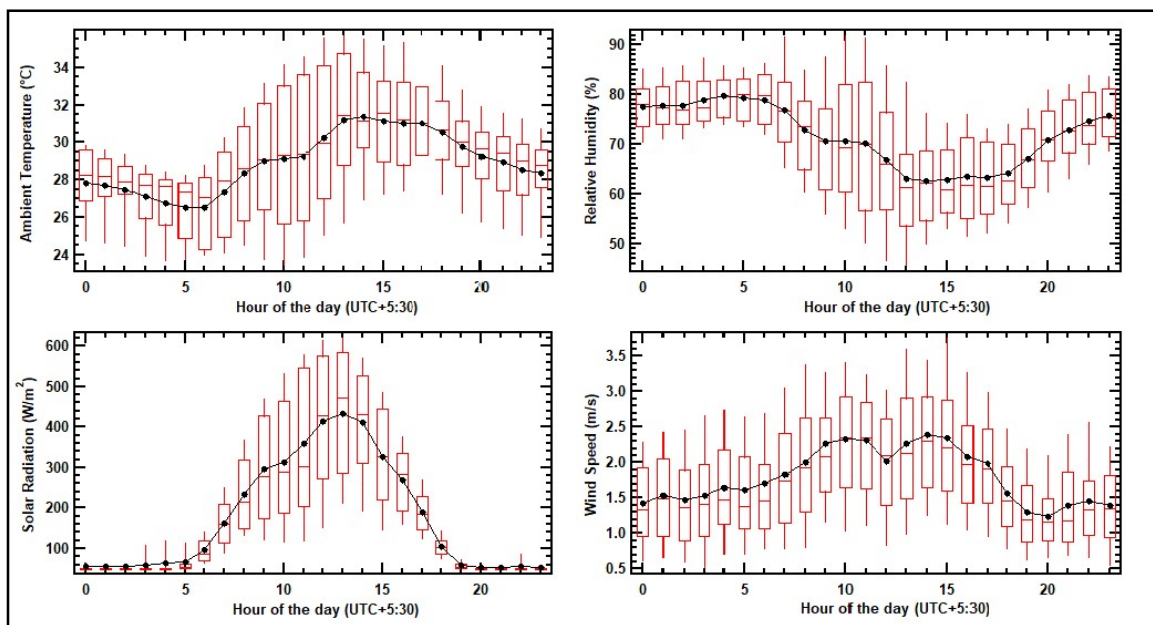 Ambient Temperature (°C)
34
32
30
28
26
24
0 5 10 15 20
Hour of the day (UTC+5:30)
Relative Humidity (%)
90
80
70
60
50
0 5 10 15 20
Hour of the day (UTC+5:30)
Solar Radiation (W/m²)
600
500
400
300
200
100
0 5 10 15 20
Hour of the day (UTC+5:30)
Wind Speed (m/s)
3.5
3.0
2.5
2.0
1.5
1.0
0.5
0 5 10 15 20
Hour of the day (UTC+5:30)